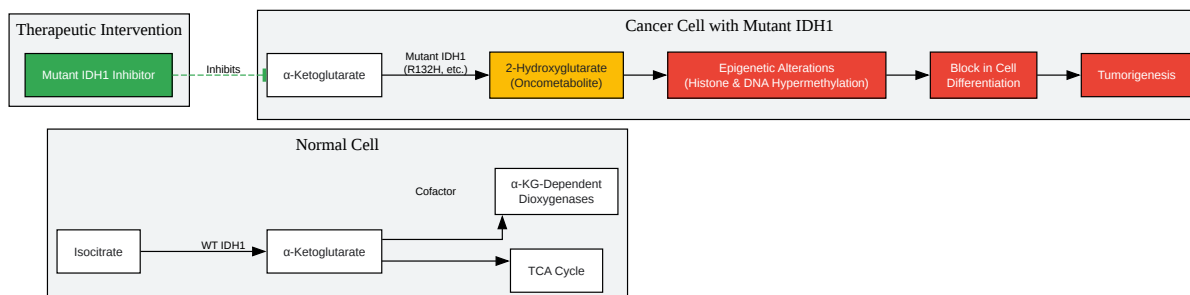 Therapeutic Intervention
Mutant IDH1 Inhibitor
Inhibits
Cancer Cell with Mutant IDH1
α-Ketoglutarate
Mutant IDH1
(R132H, etc.)
2-Hydroxyglutarate
(Oncometabolite)
Epigenetic Alterations
(Histone & DNA Hypermethylation)
Block in Cell
Differentiation
Tumorigenesis
Normal Cell
Isocitrate
WT IDH1
α-Ketoglutarate
Cofactor
α-KG-Dependent
Dioxygenases
TCA Cycle